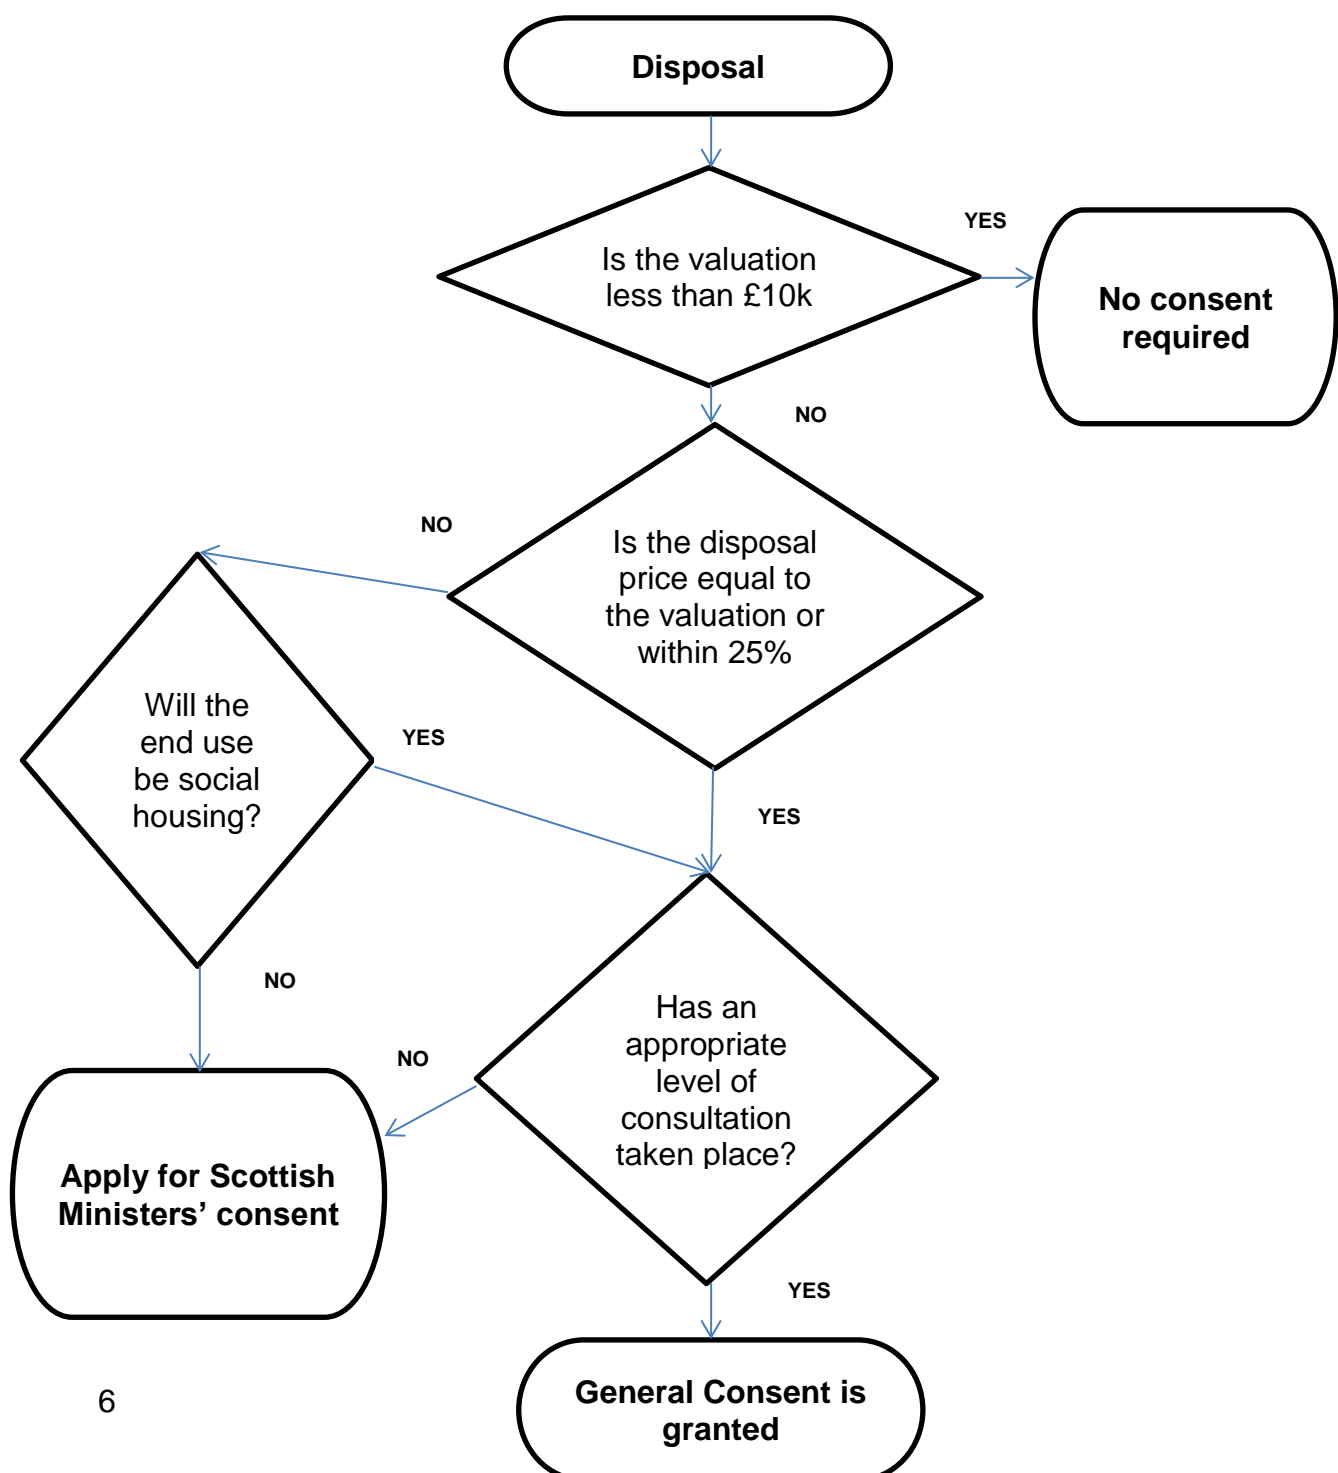 Disposal
YES
Is the valuation
less than £10k
No consent
required
NO
NO
Is the disposal
price equal to
the valuation or
within 25%
Will the
end use
be social
housing?
YES
YES
NO
Has an
appropriate
level of
consultation
taken place?
NO
Apply for Scottish
Ministers’ consent
YES
General Consent is
granted
6